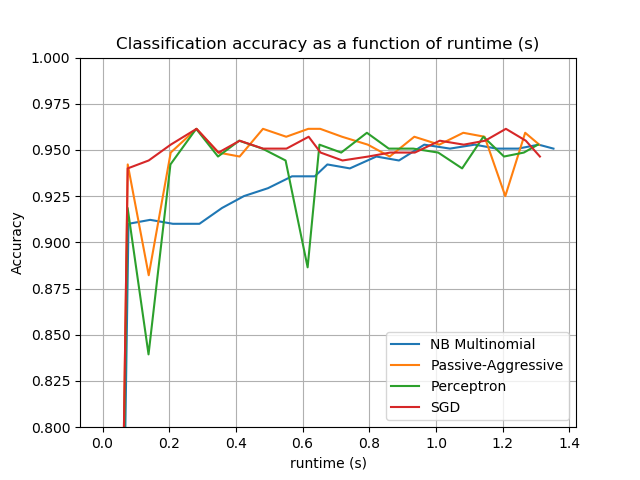 Classification accuracy as a function of runtime (s)
1.000
0.975
0.950
0.925
0.900
0.875
0.850
0.825
0.800
Accuracy
NB Multinomial
Passive-Aggressive
Perceptron
SGD
0.0 0.2 0.4 0.6 0.8 1.0 1.2 1.4
runtime (s)